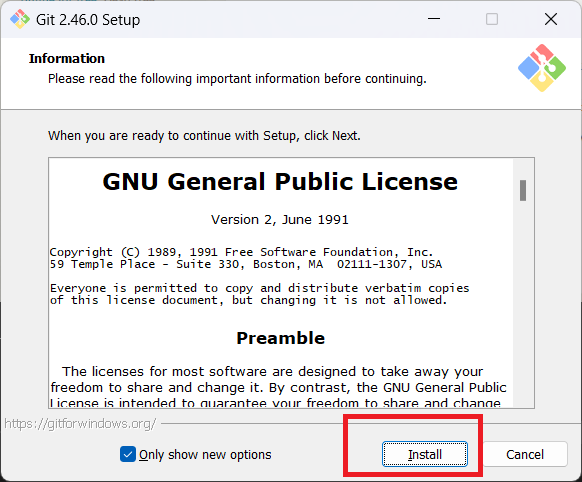 Git 2.46.0 Setup
Information
Please read the following important information before continuing.
When you are ready to continue with Setup, click Next.
GNU General Public License
Version 2, June 1991
Copyright (C) 1989, 1991 Free Software Foundation, Inc.
59 Temple Place - Suite 330, Boston, MA  02111-1307, USA
Everyone is permitted to copy and distribute verbatim copies
of this license document, but changing it is not allowed.
Preamble
The licenses for most software are designed to take away your
freedom to share and change it. By contrast, the GNU General Public
License is intended to guarantee your freedom to share and change
https://gitforwindows.org/
Only show new options
Install
Cancel